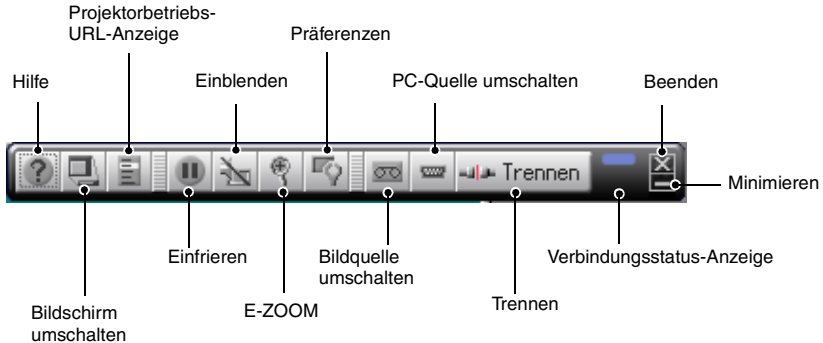 Projektorbetriebs-
URL-Anzeige
Präferenzen
Hilfe
Einblenden
PC-Quelle umschalten
Beenden
Trennen
Minimieren
Einfrieren
Bildquelle
umschalten
Verbindungsstatus-Anzeige
Bildschirm
umschalten
E-ZOOM
Trennen